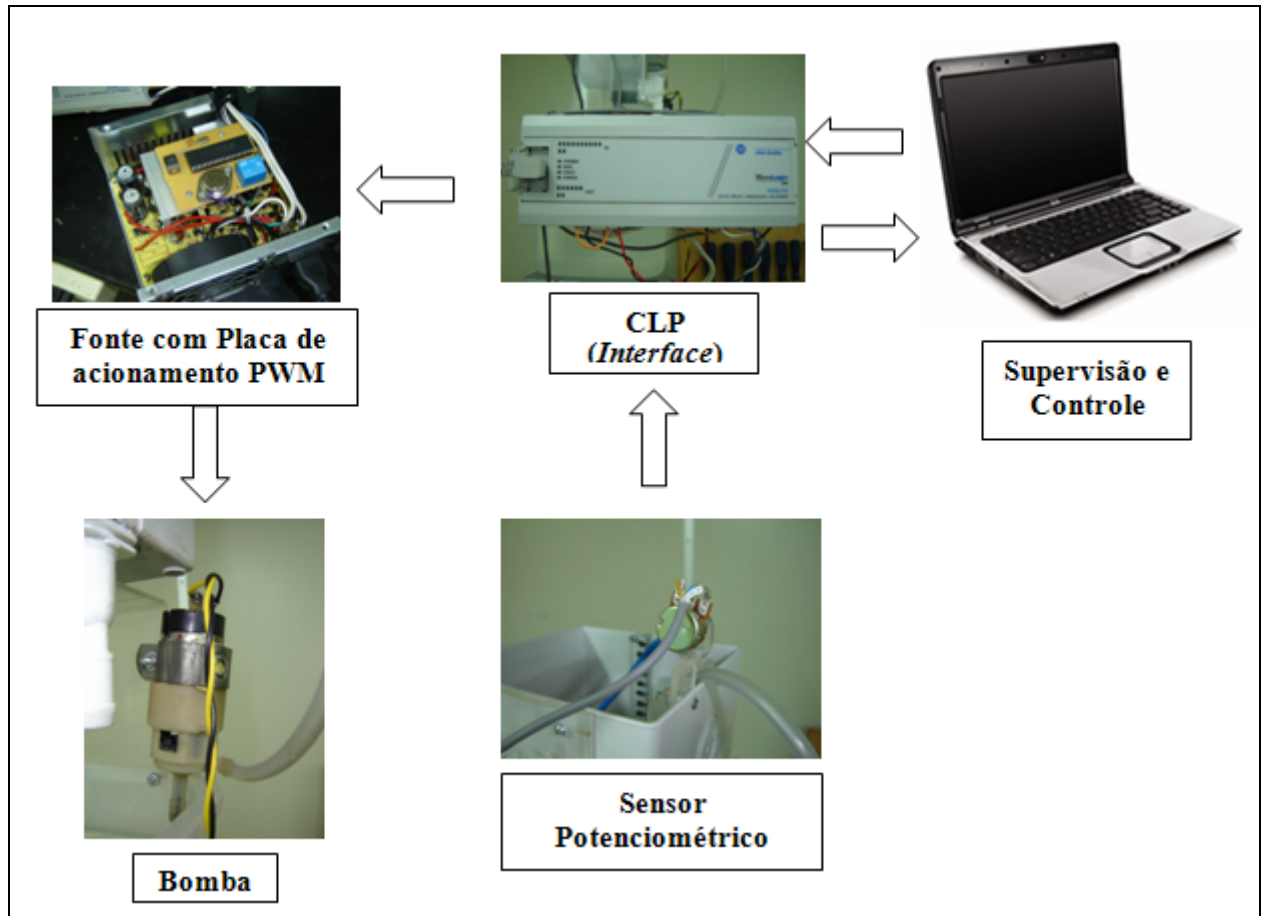 Fonte com Placa de
acionamento PWM
CLP
(Interface)
Supervisão e
Controle
Bomba
Sensor
Potenciométrico